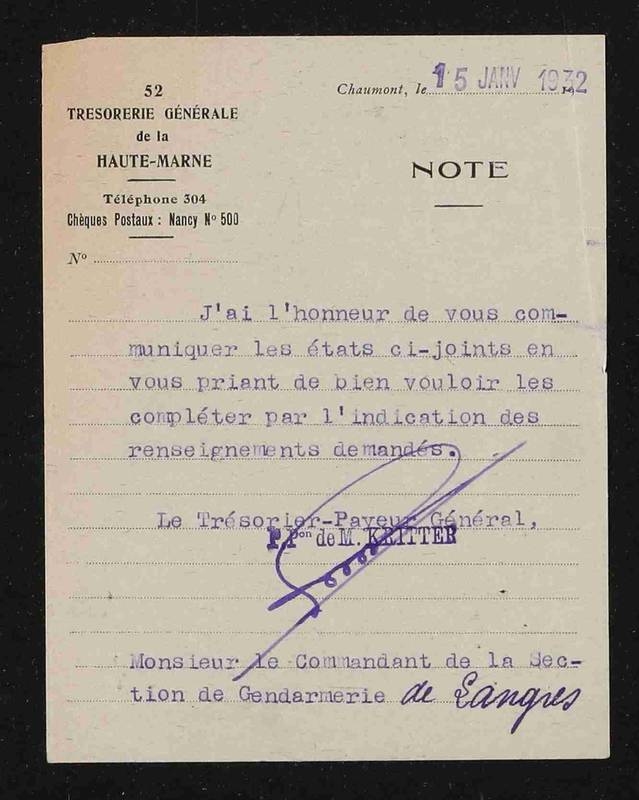 52
TRESORERIE GÉNÉRALE
de la
HAUTE-MARNE
Téléphone 304
Chèques Postaux : Nancy Nº 500
Nº
Chaumont, le 15 JANV 1932
NOTE
J'ai l'honneur de vous com-
muniquer les états ci-joints en
vous priant de bien vouloir les
compléter par l'indication des
renseignements demandés.
Le Trésorier-Payeur Général,
P. Pon de M. KRITTER
Monsieur le Commandant de la Sec-
tion de Gendarmerie de Langres